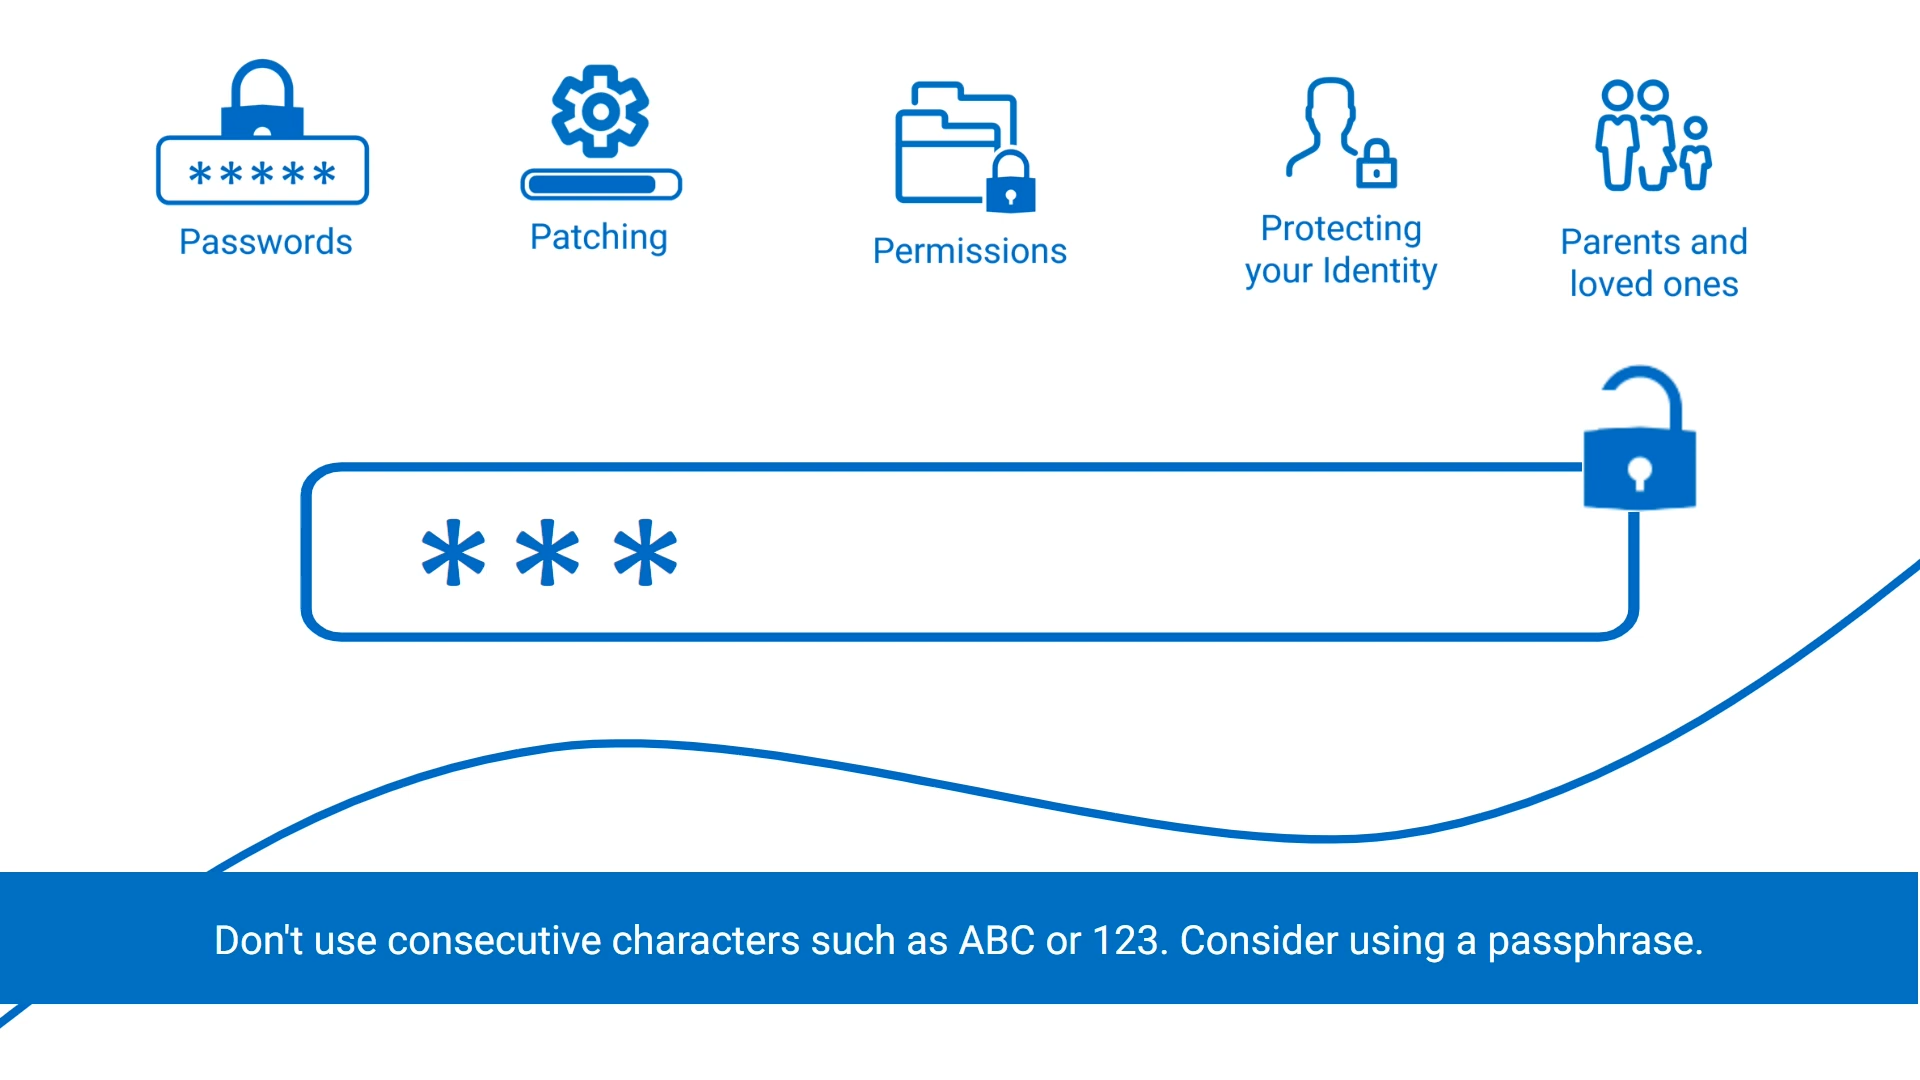 *****
Passwords
Patching
Permissions
Protecting
your Identity
Parents and
loved ones
* * *
Don't use consecutive characters such as ABC or 123. Consider using a passphrase.